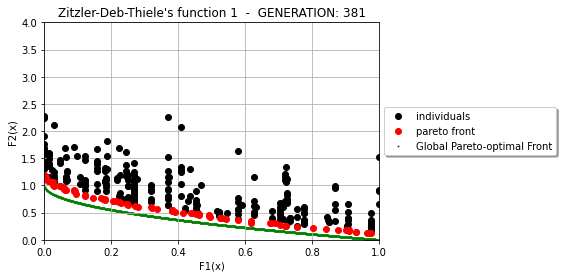 Zitzler-Deb-Thiele's function 1 - GENERATION: 381
4.0
3.5
3.0
2.5
2.0
1.5
1.0
0.5
0.0
F2(x)
0.0 0.2 0.4 0.6 0.8 1.0
F1(x)
individuals
pareto front
Global Pareto-optimal Front